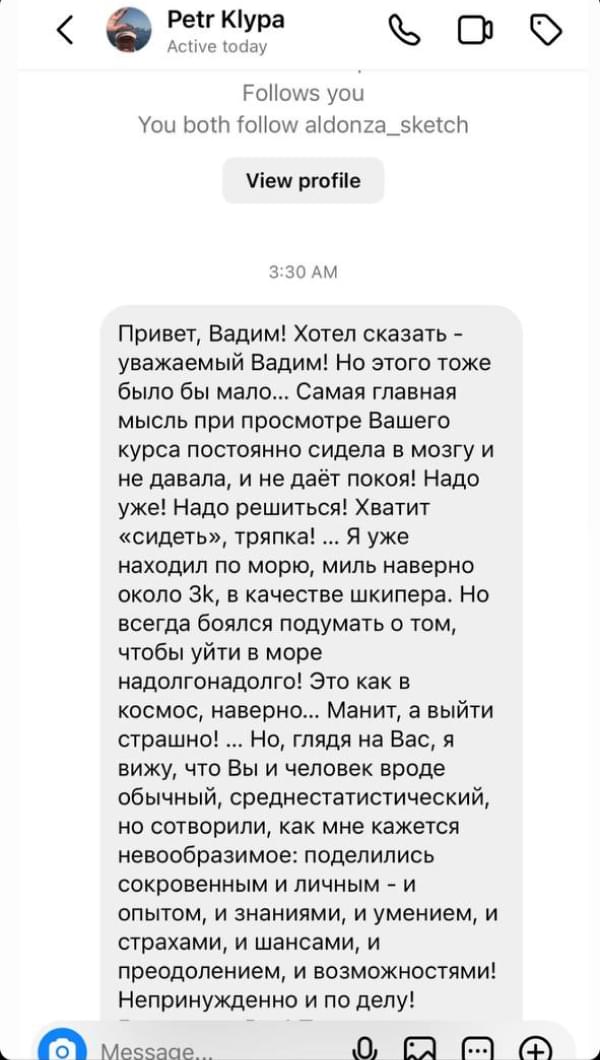 Petr Klypa
Active today
Follows you
You both follow aldonza_sketch
View profile
3:30 AM
Привет, Вадим! Хотел сказать -
уважаемый Вадим! Но этого тоже
было бы мало... Самая главная
мысль при просмотре Вашего
курса постоянно сидела в мозгу и
не давала, и не даёт покоя! Надо
уже! Надо решиться! Хватит
«сидеть», тряпка! ... Я уже
находил по морю, миль наверно
около 3k, в качестве шкипера. Но
всегда боялся подумать о том,
чтобы уйти в море
надолгонадолго! Это как в
космос, наверно... Манит, а выйти
страшно! ... Но, глядя на Вас, я
вижу, что Вы и человек вроде
обычный, среднестатистический,
но сотворили, как мне кажется
невообразимое: поделились
сокровенным и личным - и
опытом, и знаниями, и умением, и
страхами, и шансами, и
преодолением, и возможностями!
Непринужденно и по делу!
Message...